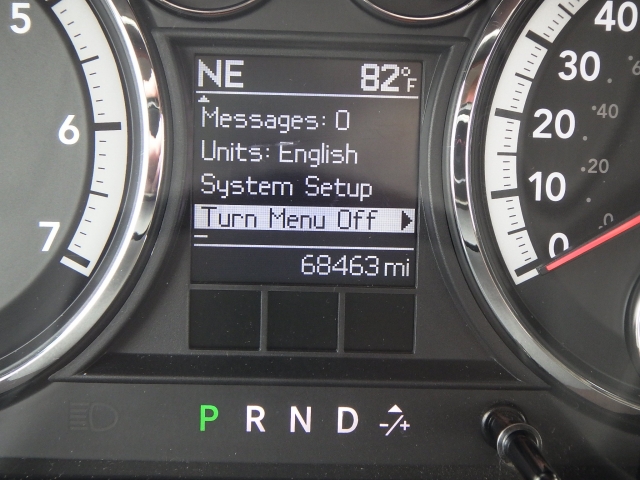 5
6
7
NE 82°F
Messages: 0
Units: English
System Setup
Turn Menu Off
68463 mi
P R N D -/+
40
30
20
10
0
40
20
0